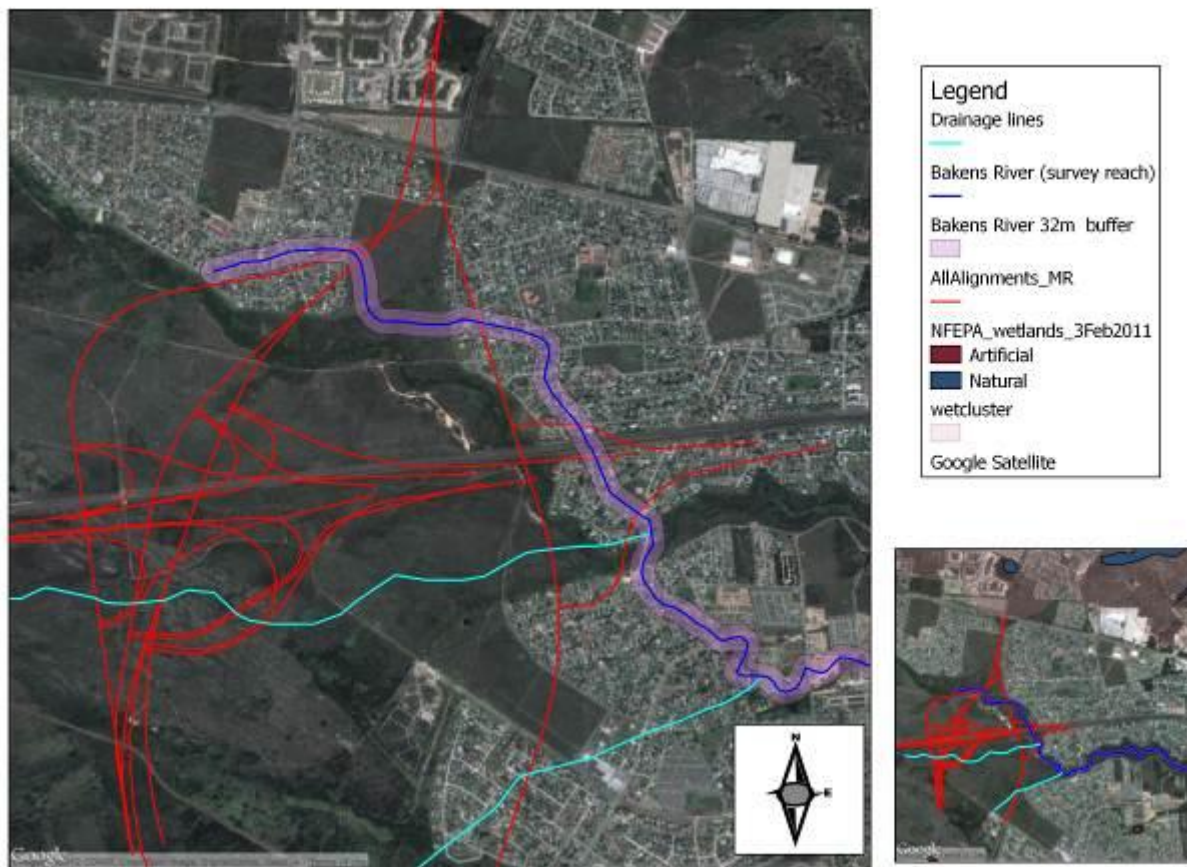 Legend
Drainage lines
Bakens River (survey reach)
Bakens River 32m buffer
AllAlignments_MR
NFEPA_wetlands_3Feb2011
Artificial
Natural
wetcluster
Google Satellite
N
E
Google
Google